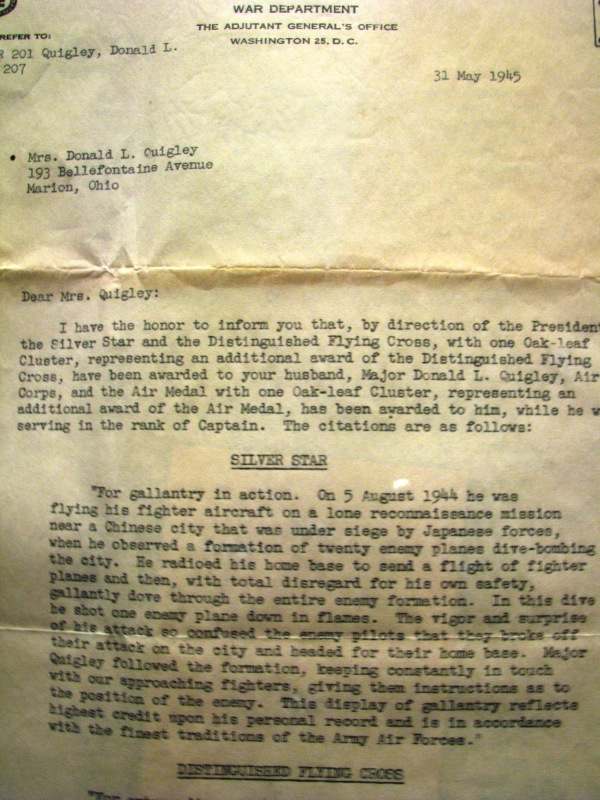 WAR DEPARTMENT
THE ADJUTANT GENERAL'S OFFICE
WASHINGTON 25, D. C.
REFER TO:
201 Quigley, Donald L.
207
31 May 1945
Mrs. Donald L. Quigley
193 Bellefontaine Avenue
Marion, Ohio
Dear Mrs. Quigley:
I have the honor to inform you that, by direction of the President
the Silver Star and the Distinguished Flying Cross, with one Oak-leaf
Cluster, representing an additional award of the Distinguished Flying
Cross, have been awarded to your husband, Major Donald L. Quigley, Air
Corps, and the Air Medal with one Oak-leaf Cluster, representing an
additional award of the Air Medal, has been awarded to him, while he w
serving in the rank of Captain. The citations are as follows:
SILVER STAR
"For gallantry in action. On 5 August 1944 he was
flying his fighter aircraft on a lone reconnaissance mission
near a Chinese city that was under siege by Japanese forces,
when he observed a formation of twenty enemy planes dive-bombing
the city. He radioed his home base to send a flight of fighter
planes and then, with total disregard for his own safety,
gallantly dove through the entire enemy formation. In this dive
he shot one enemy plane down in flames. The vigor and surprise
of his attack so confused the enemy pilots that they broke off
their attack on the city and headed for their home base. Major
Quigley followed the formation, keeping constantly in touch
with our approaching fighters, giving them instructions as to
the position of the enemy. This display of gallantry reflects
highest credit upon his personal record and is in accordance
with the finest traditions of the Army Air Forces."
DISTINGUISHED FLYING CROSS
"For